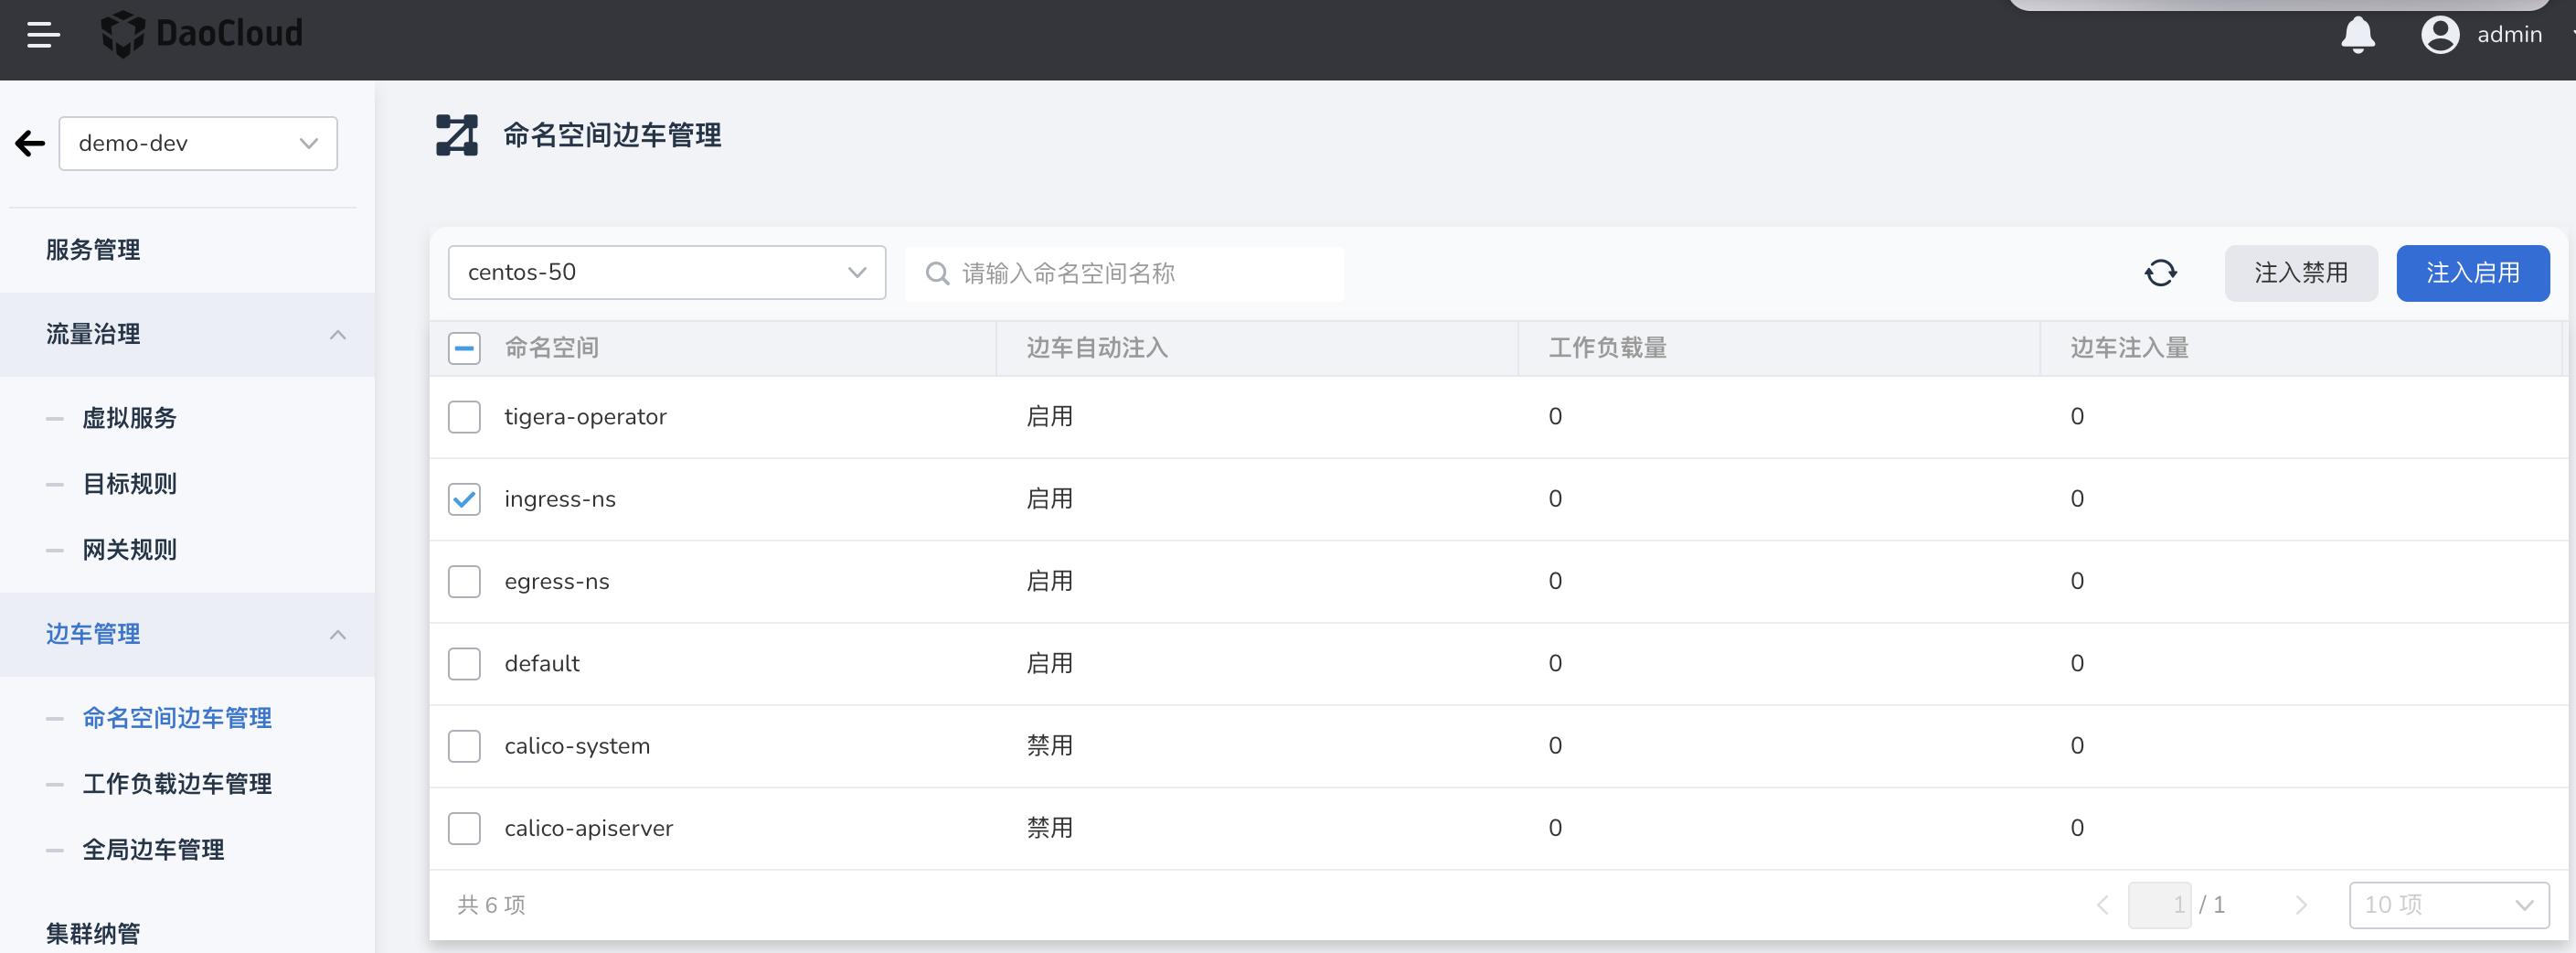 DaoCloud
admin
demo-dev
服务管理
流量治理
虚拟服务
目标规则
网关规则
边车管理
命名空间边车管理
工作负载边车管理
全局边车管理
集群纳管
命名空间边车管理
centos-50
请输入命名空间名称
注入禁用
注入启用
命名空间 边车自动注入 工作负载量 边车注入量
tigera-operator 启用 0 0
ingress-ns 启用 0 0
egress-ns 启用 0 0
default 启用 0 0
calico-system 禁用 0 0
calico-apiserver 禁用 0 0
共 6 项
1 / 1
10 项